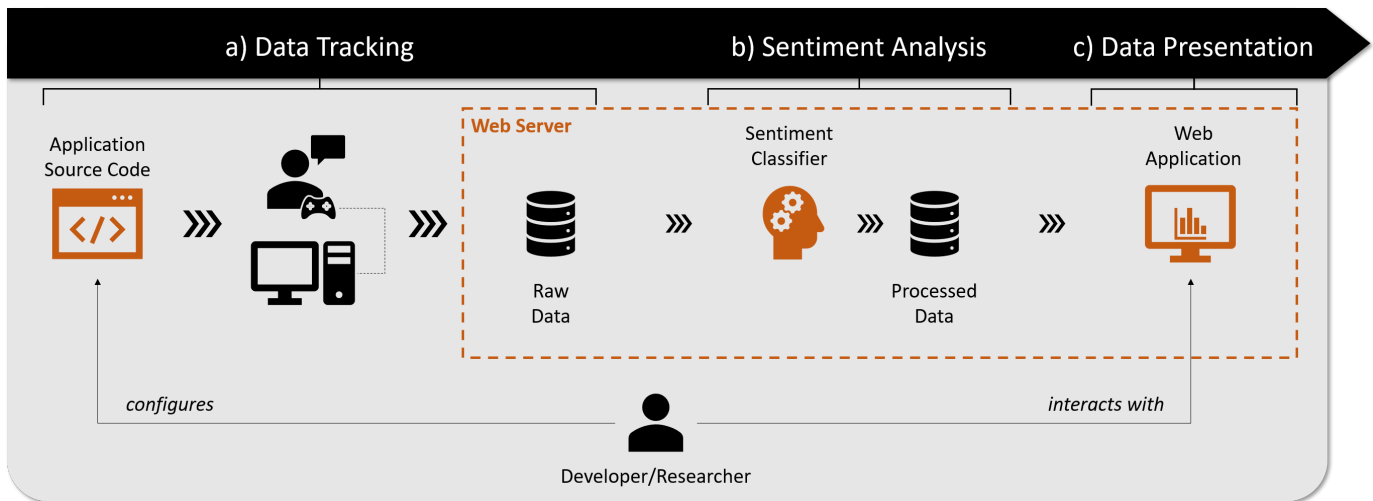 a) Data Tracking
b) Sentiment Analysis
c) Data Presentation
Web Server
Application
Source Code
</>
Sentiment
Classifier
Web
Application
Raw
Data
Processed
Data
configures
interacts with
Developer/Researcher